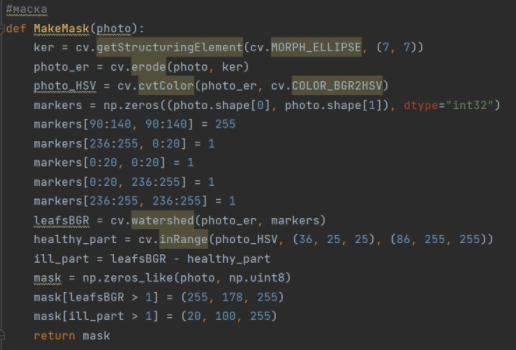 #маска
def MakeMask(photo):
ker = cv.getStructuringElement(cv.MORPH_ELLIPSE, (7, 7))
photo_er = cv.erode(photo, ker)
photo_HSV = cv.cvtColor(photo_er, cv.COLOR_BGR2HSV)
markers = np.zeros((photo.shape[0], photo.shape[1]), dtype="int32")
markers[90:140, 90:140] = 255
markers[236:255, 0:20] = 1
markers[0:20, 0:20] = 1
markers[0:20, 236:255] = 1
markers[236:255, 236:255] = 1
leafsBGR = cv.watershed(photo_er, markers)
healthy_part = cv.inRange(photo_HSV, (36, 25, 25), (86, 255, 255))
ill_part = leafsBGR - healthy_part
mask = np.zeros_like(photo, np.uint8)
mask[leafsBGR > 1] = (255, 178, 255)
mask[ill_part > 1] = (20, 100, 255)
return mask